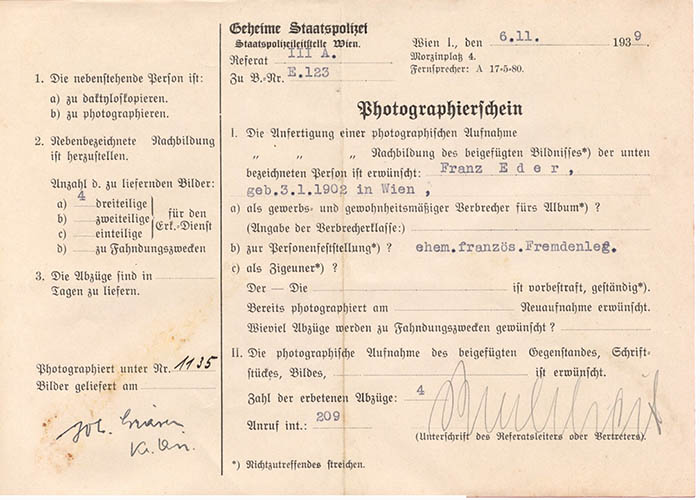 1. Die nebenstehende Person ist:
a) zu daktyloskopieren.
b) zu photographieren.
2. Nebenbezeichnete Nachbildung
ist herzustellen.
Anzahl d. zu liefernden Bilder:
a) 4 dreiteilige
b) zweiteilige
c) einteilige
für den
Erk.-Dienst
d) zu Fahndungszwecken
3. Die Abzüge sind in
Tagen zu liefern.
Photographiert unter Nr. 1135
Bilder geliefert am
Geheime Staatspolizei
Staatspolizeileitstelle Wien.
Referat III A.
Zu B.-Nr. E.123
Wien I., den 6.11. 1939.
Morzinplatz 4.
Fernsprecher: A 17-5-80.
Photographierschein
I. Die Anfertigung einer photographischen Aufnahme
„ „ „ Nachbildung des beigefügten Bildnisses*) der unten
bezeichneten Person ist erwünscht: Franz E d e r ,
geb.3.1.1902 in Wien ,
a) als gewerbs- und gewohnheitsmäßiger Verbrecher fürs Album*) ?
(Angabe der Verbrecherklasse:)
b) zur Personenfeststellung*) ? ehem.französ.Fremdenleg.
c) als Zigeuner*) ?
Der — Die ist vorbestraft, geständig*).
Bereits photographiert am Neuaufnahme erwünscht.
Wieviel Abzüge werden zu Fahndungszwecken gewünscht ?
II. Die photographische Aufnahme des beigefügten Gegenstandes, Schrift-
stückes, Bildes, ist erwünscht.
Zahl der erbetenen Abzüge: 4
Anruf int.: 209
(Unterschrift des Referatsleiters oder Vertreters).
*) Nichtzutreffendes streichen.